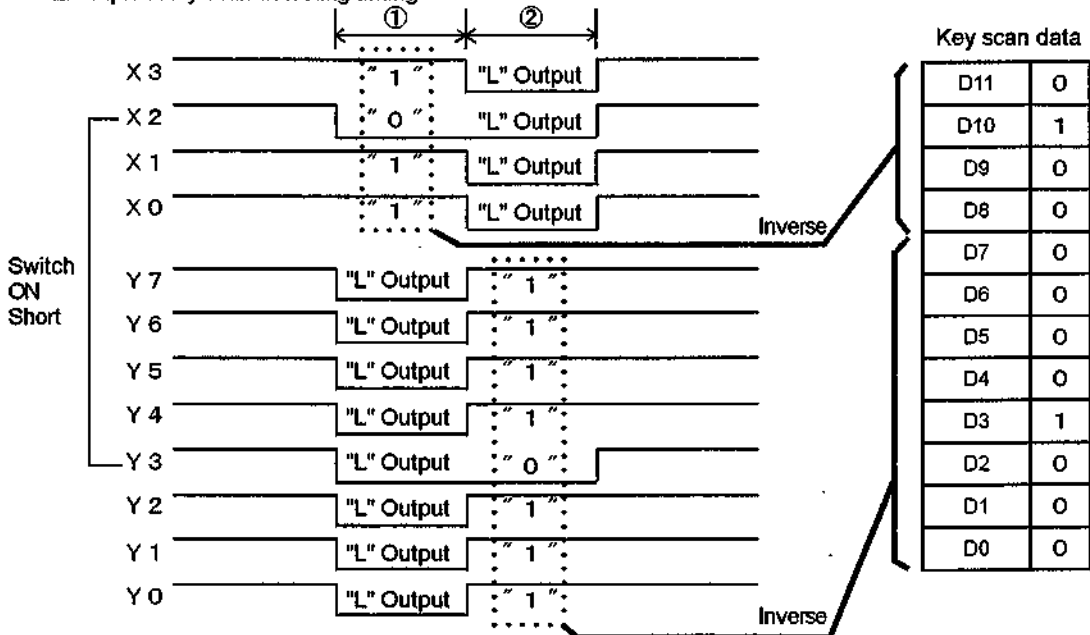 ① ②
Key scan data
X 3 " 1 " "L" Output
X 2 " 0 " "L" Output
X 1 " 1 " "L" Output
X 0 " 1 " "L" Output
Inverse
Switch
ON
Short
Y 7 "L" Output " 1 "
Y 6 "L" Output " 1 "
Y 5 "L" Output " 1 "
Y 4 "L" Output " 1 "
Y 3 "L" Output " 0 "
Y 2 "L" Output " 1 "
Y 1 "L" Output " 1 "
Y 0 "L" Output " 1 "
Inverse
D11 0
D10 1
D9 0
D8 0
D7 0
D6 0
D5 0
D4 0
D3 1
D2 0
D1 0
D0 0